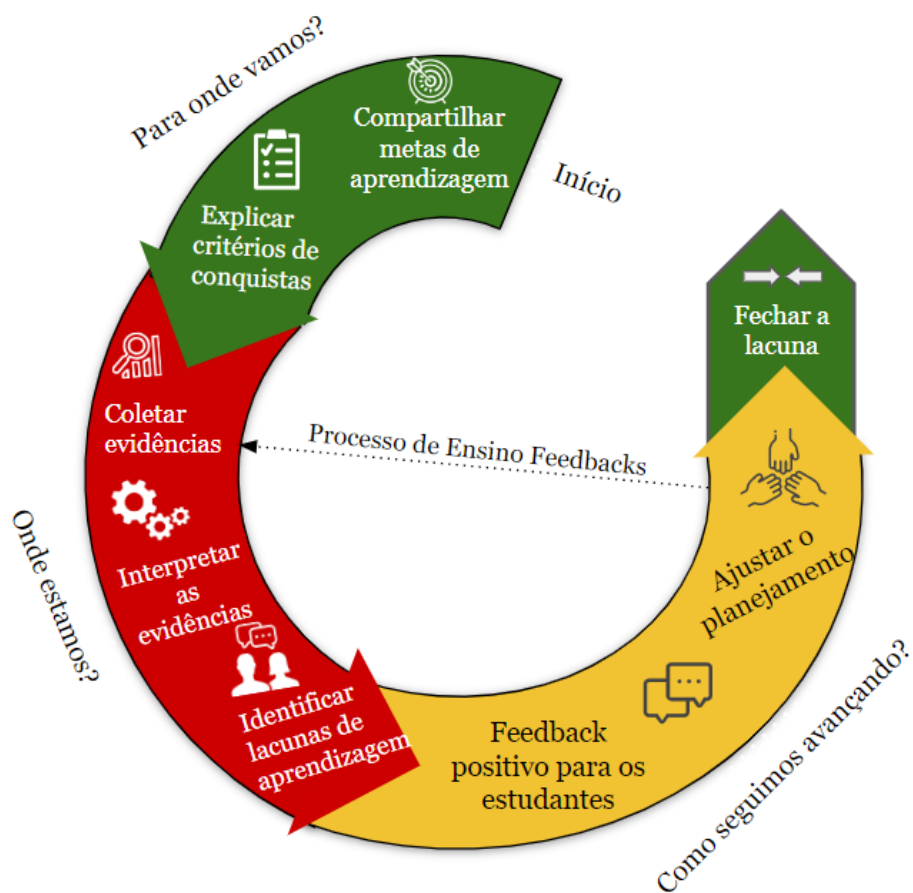 Para onde vamos?
Compartilhar
metas de
aprendizagem
Início
Explicar
critérios de
conquistas
Coletar
evidências
Interpretar
as
evidências
Identificar
lacunas de
aprendizagem
Onde estamos?
Processo de Ensino Feedbacks
Feedback
positivo para os
estudantes
Ajustar o
planejamento
Como seguimos avançando?
Fechar a
lacuna